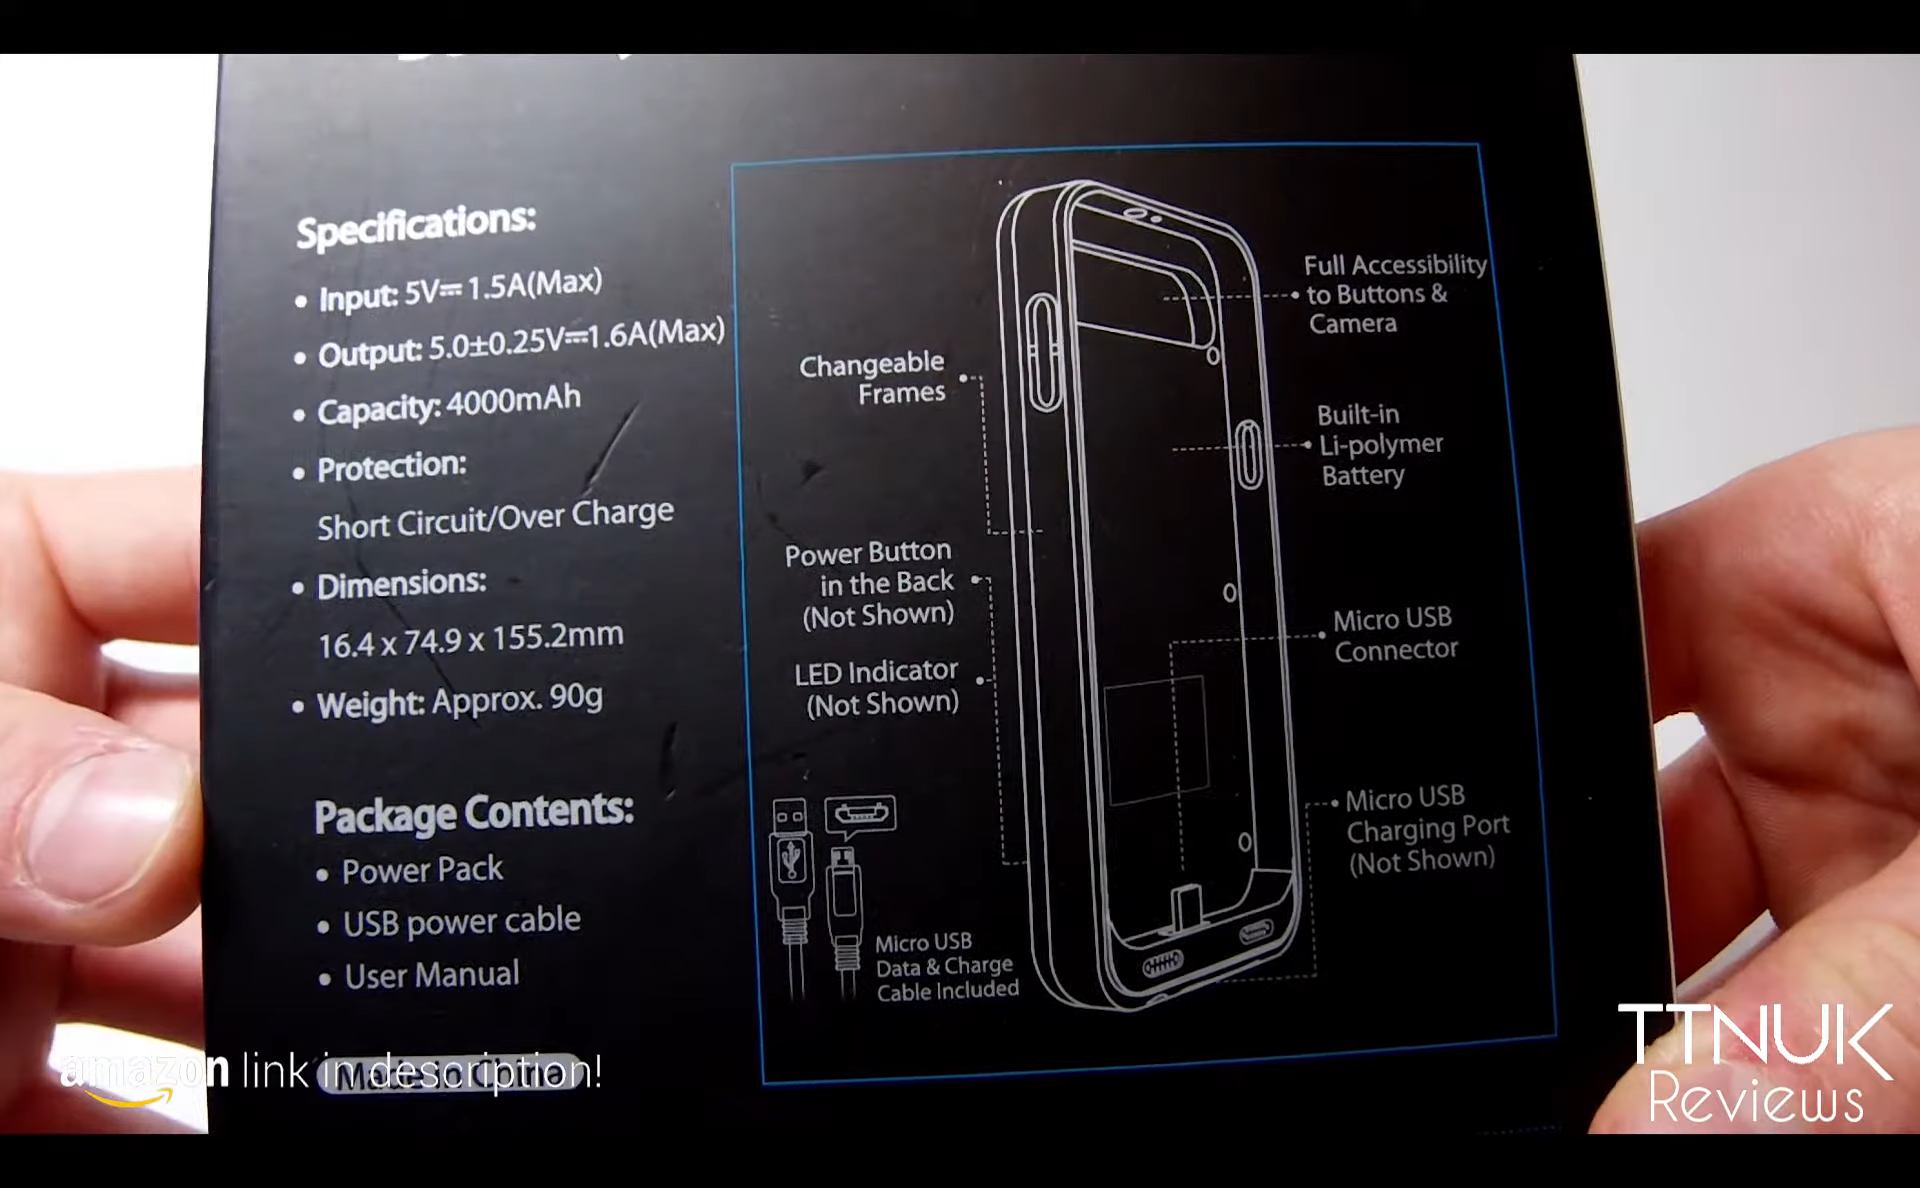 Specifications:
• Input: 5V⎓1.5A(Max)
• Output: 5.0±0.25V⎓1.6A(Max)
• Capacity: 4000mAh
• Protection:
Short Circuit/Over Charge
• Dimensions:
16.4 x 74.9 x 155.2mm
• Weight: Approx. 90g
Package Contents:
• Power Pack
• USB power cable
• User Manual
Made in China
Changeable
Frames
Power Button
in the Back
(Not Shown)
LED Indicator
(Not Shown)
Micro USB
Data & Charge
Cable Included
Full Accessibility
to Buttons &
Camera
Built-in
Li-polymer
Battery
Micro USB
Connector
Micro USB
Charging Port
(Not Shown)
amazon link in description!
TTNUK
Reviews